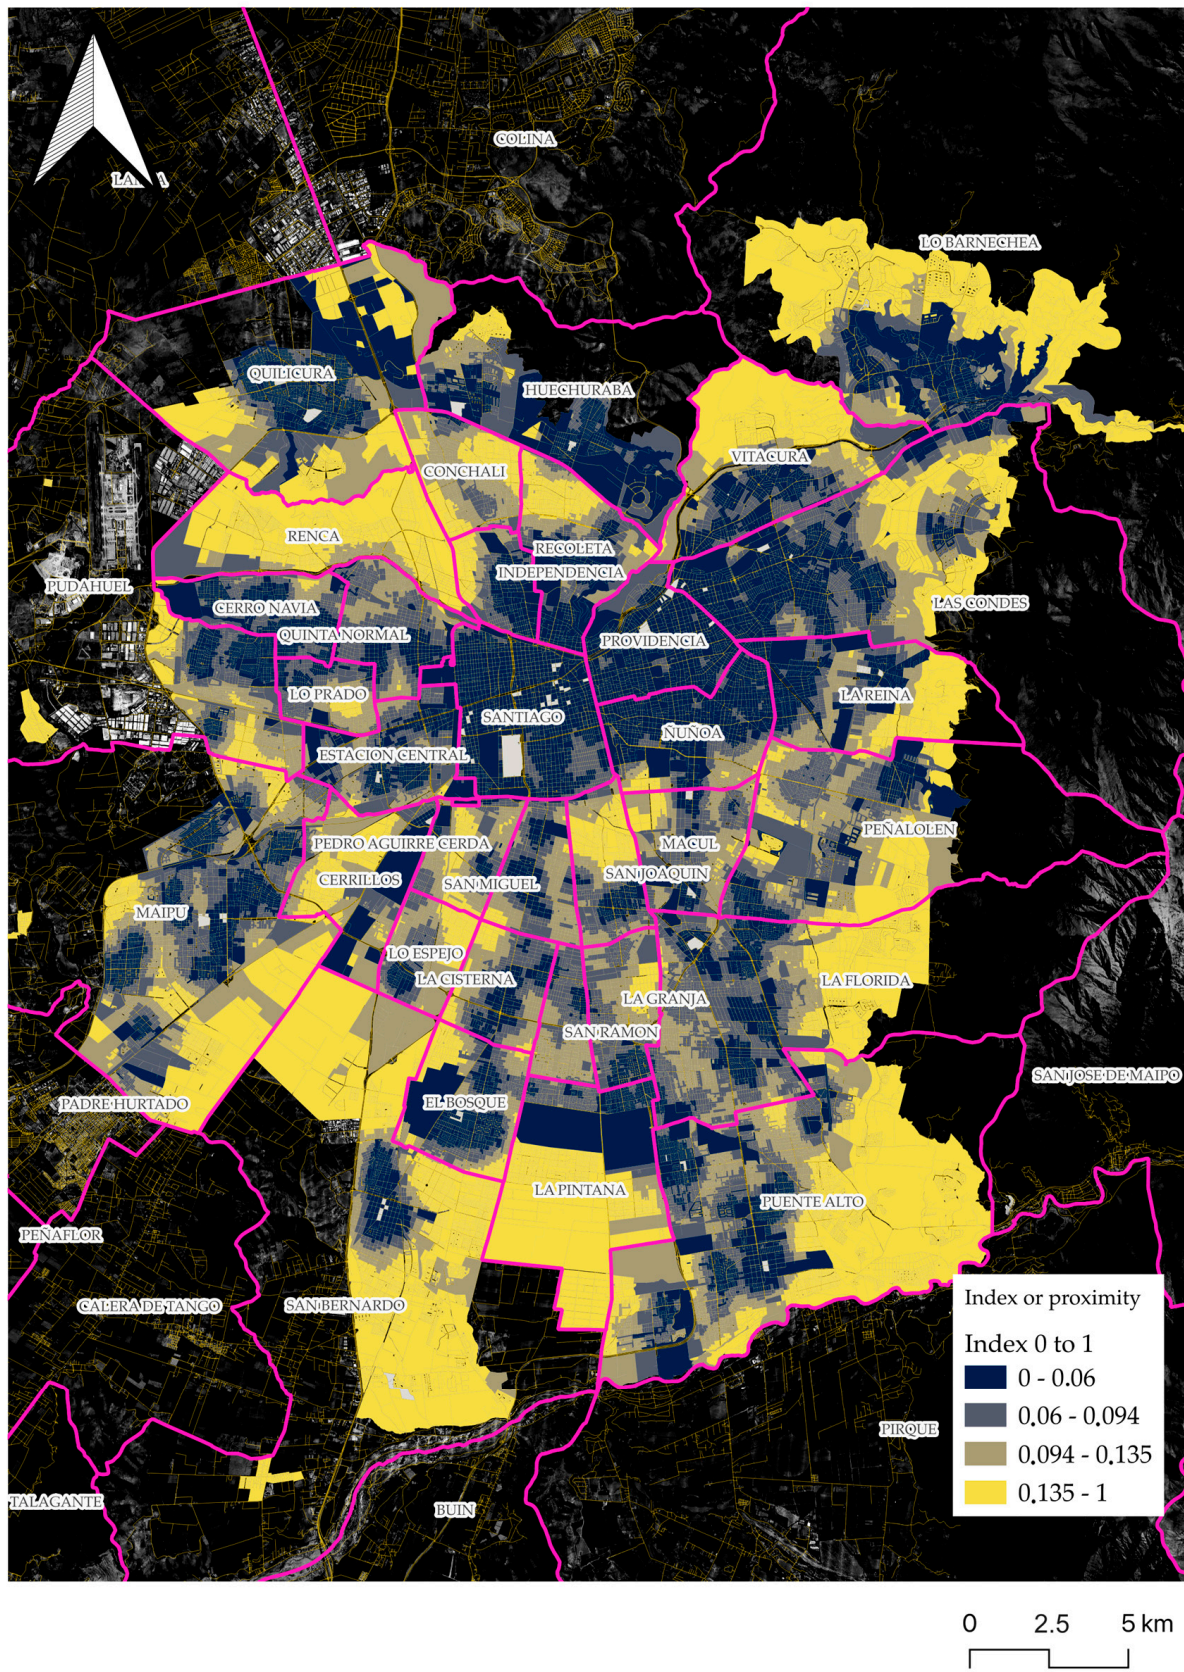 COLINA
LO BARNECHEA
QUILICURA
HUECHURABA
VITACURA
CONCHALI
RENCA
RECOLETA
INDEPENDENCIA
PUDAHUEL
CERRO NAVIA
LAS CONDES
QUINTA NORMAL
PROVIDENCIA
LO PRADO
LA REINA
SANTIAGO
ÑUÑOA
ESTACION CENTRAL
PEÑALOLEN
PEDRO AGUIRRE CERDA
MACUL
CERRILLOS
SAN MIGUEL
SAN JOAQUIN
MAIPU
LO ESPEJO
LA CISTERNA
LA FLORIDA
LA GRANJA
SAN RAMON
SAN JOSE DE MAIPO
PADRE HURTADO
EL BOSQUE
LA PINTANA
PUENTE ALTO
PEÑAFLOR
CALERA DE TANGO
SAN BERNARDO
PIRQUE
TALAGANTE
BUIN
Index or proximity
Index 0 to 1
0 - 0.06
0.06 - 0.094
0.094 - 0.135
0.135 - 1
0 2.5 5 km